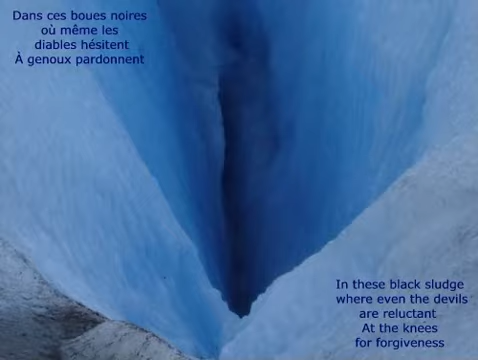 Dans ces boues noires
où même les
diables hésitent
À genoux pardonnent
In these black sludge
where even the devils
are reluctant
At the knees
for forgiveness